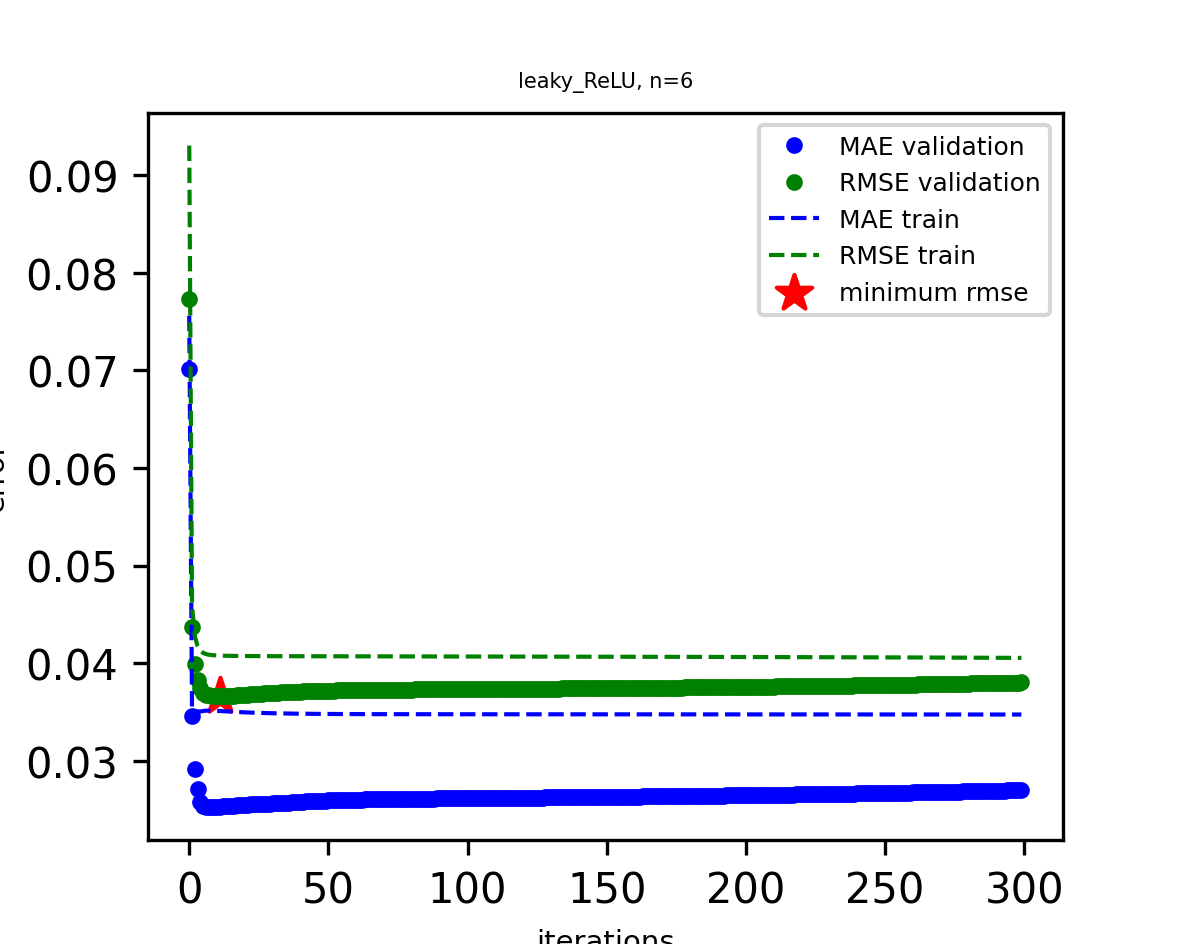 leaky_ReLU, n=6
MAE validation
RMSE validation
MAE train
RMSE train
minimum rmse
0.09
0.08
0.07
0.06
0.05
0.04
0.03
0 50 100 150 200 250 300
iterations